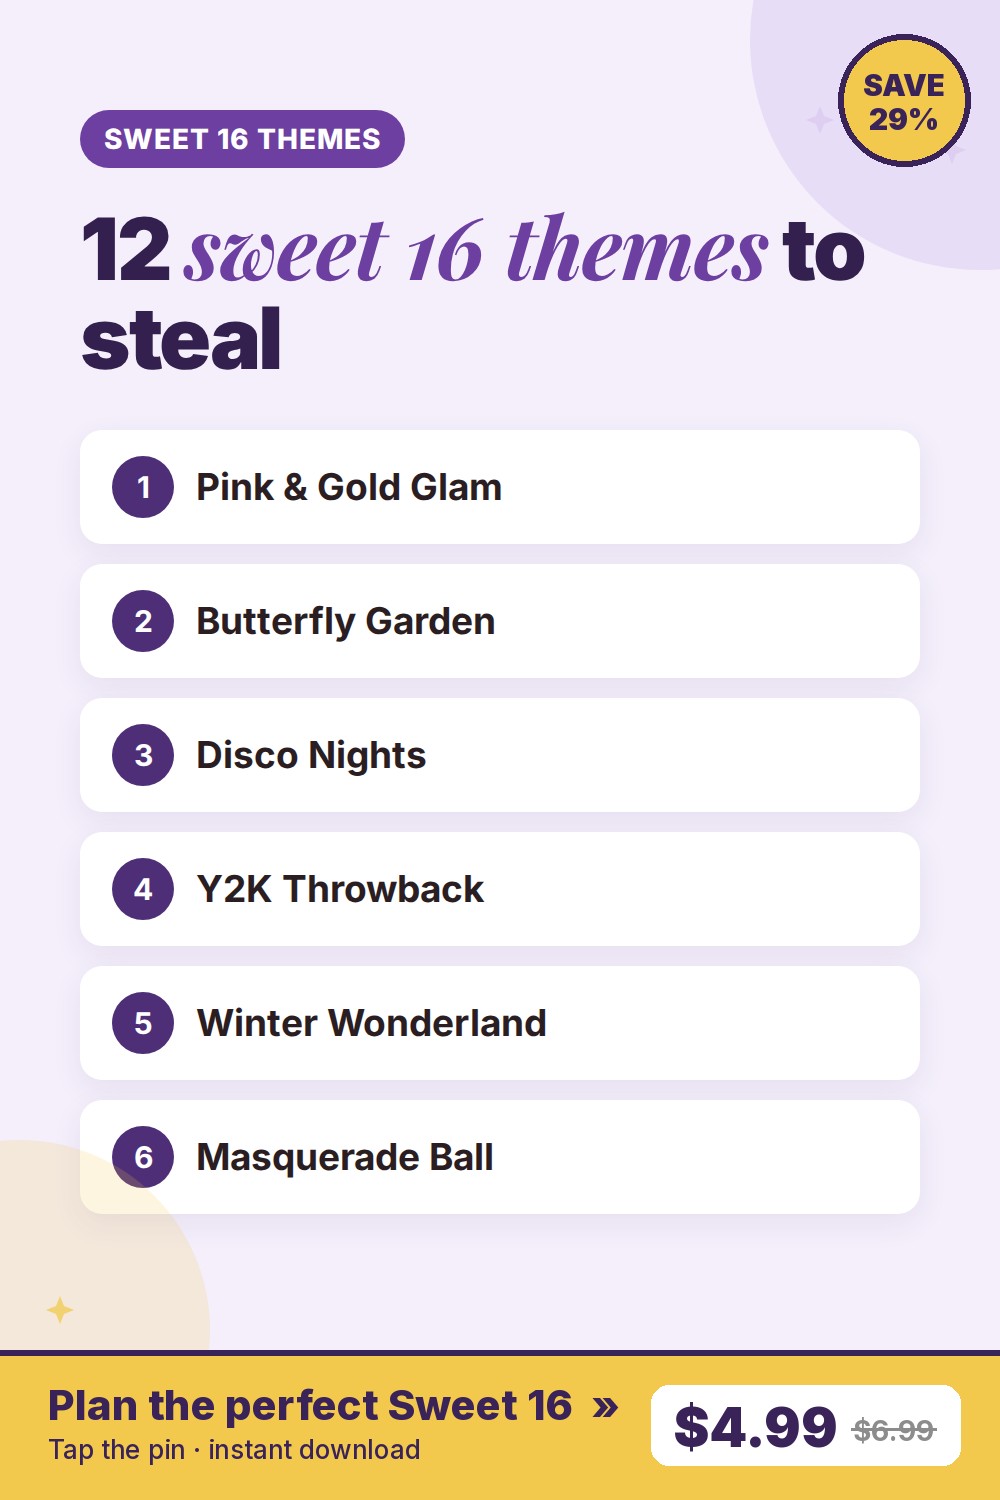 SAVE
29%
SWEET 16 THEMES
12 sweet 16 themes to
steal
1 Pink & Gold Glam
2 Butterfly Garden
3 Disco Nights
4 Y2K Throwback
5 Winter Wonderland
6 Masquerade Ball
Plan the perfect Sweet 16 »
Tap the pin · instant download
$4.99 $6.99